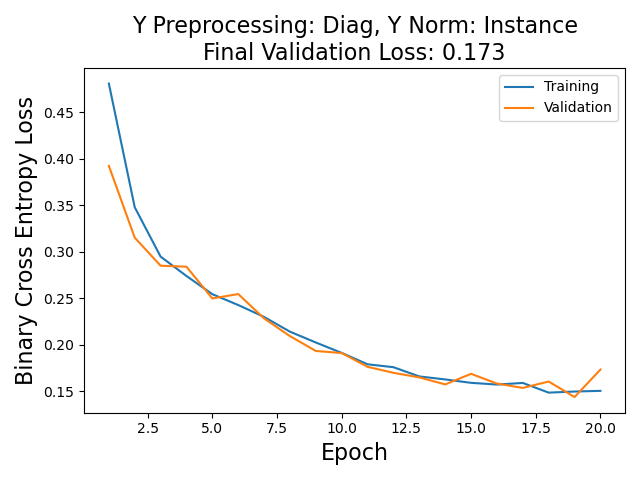 Y Preprocessing: Diag, Y Norm: Instance
Final Validation Loss: 0.173
Training
Validation
Binary Cross Entropy Loss
0.45
0.40
0.35
0.30
0.25
0.20
0.15
2.5 5.0 7.5 10.0 12.5 15.0 17.5 20.0
Epoch